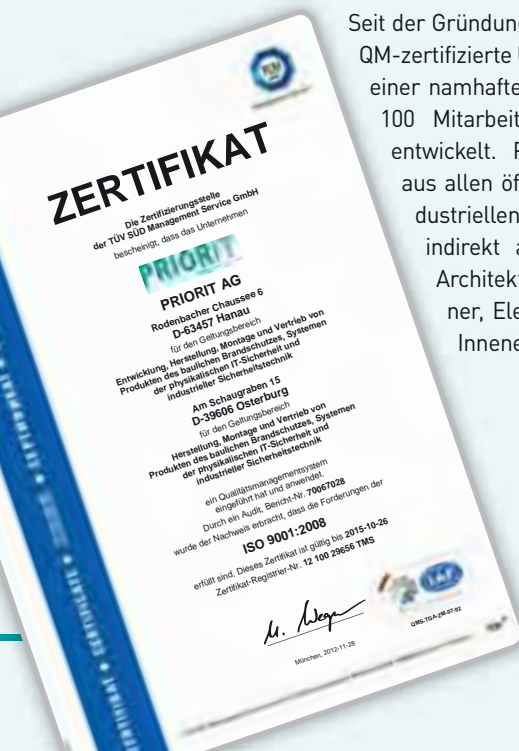 Seit der Gründung
QM-zertifizierte
einer namhafte
100 Mitarbeit
entwickelt.
aus allen öf
dustriellen
indirekt a
Architekt
ner, Ele
Innene
ZERTIFIKAT
Die Zertifizierungsstelle
der TÜV SÜD Management Service GmbH
bescheinigt, dass das Unternehmen
PRIORIT
PRIORIT AG
Rodenbacher Chaussee 6
D-63457 Hanau
für den Geltungsbereich
Entwicklung, Herstellung, Montage und Vertrieb von
Produkten des baulichen Brandschutzes, Systemen
der physikalischen IT-Sicherheit und
industrieller Sicherheitstechnik
Am Schaugraben 15
D-39606 Osterburg
für den Geltungsbereich
Herstellung, Montage und Vertrieb von
Produkten des baulichen Brandschutzes, Systemen
der Physikalischen IT-Sicherheit und
industrieller Sicherheitstechnik
ein Qualitätsmanagementsystem
eingeführt hat und anwendet.
Durch ein Audit, Bericht-Nr. 70067028
wurde der Nachweis erbracht, dass die Forderungen der
ISO 9001:2008
erfüllt sind. Dieses Zertifikat ist gültig bis 2015-10-26
Zertifikat-Registrier-Nr. 12 100 29656 TMS
München, 2012-11-28
QMS-TGA-ZM-07-92